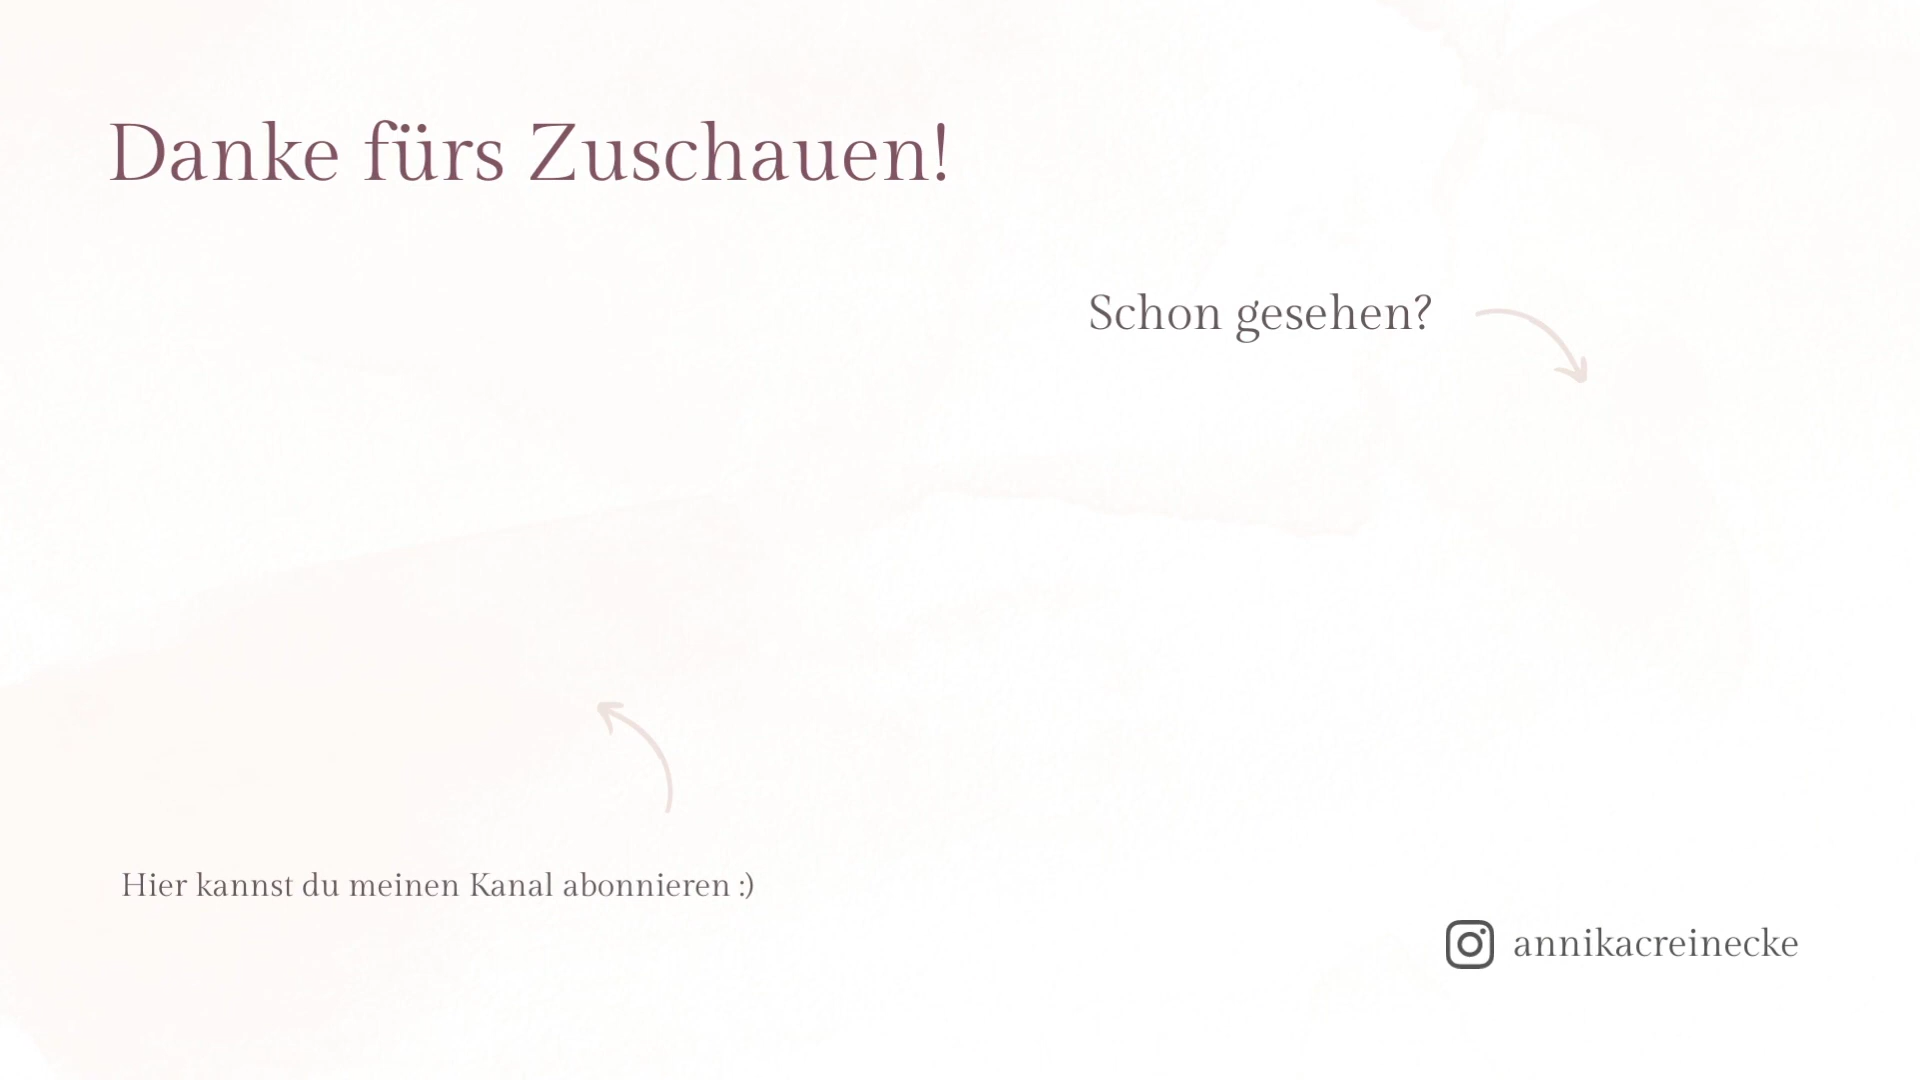 Danke fürs Zuschauen!
Schon gesehen?
Hier kannst du meinen Kanal abonnieren :)
annikacreinecke